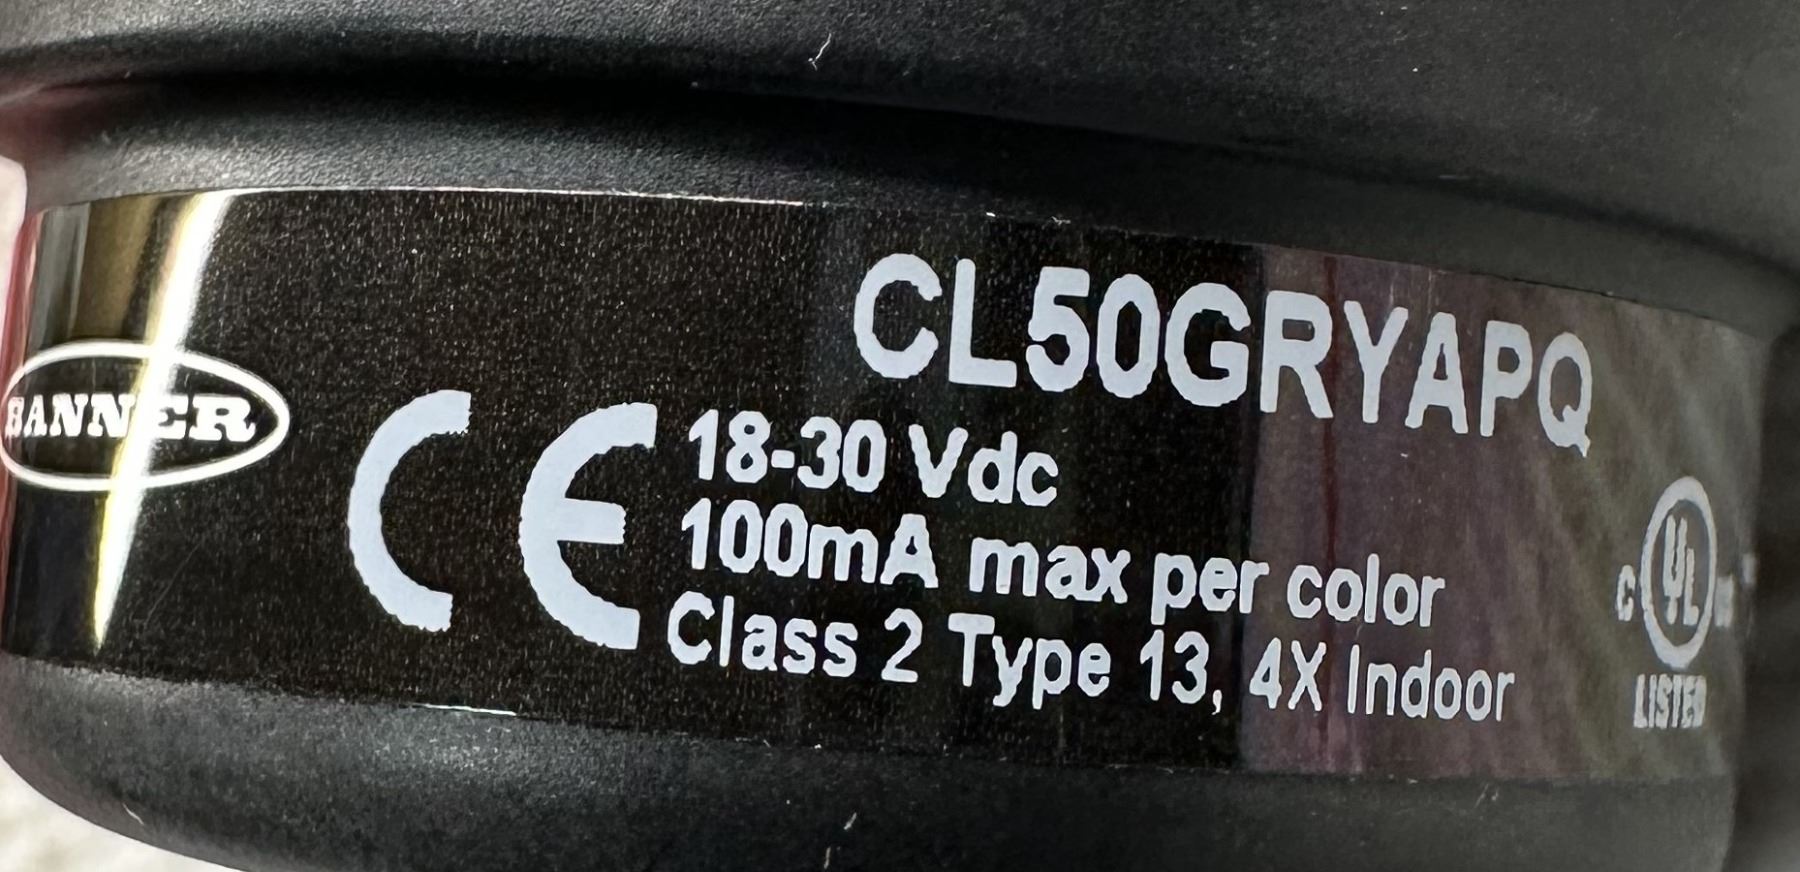 CL50GRYAPQ
BANNER
CE
18-30 Vdc
100mA max per color
Class 2 Type 13, 4X Indoor
C UL US
LISTED